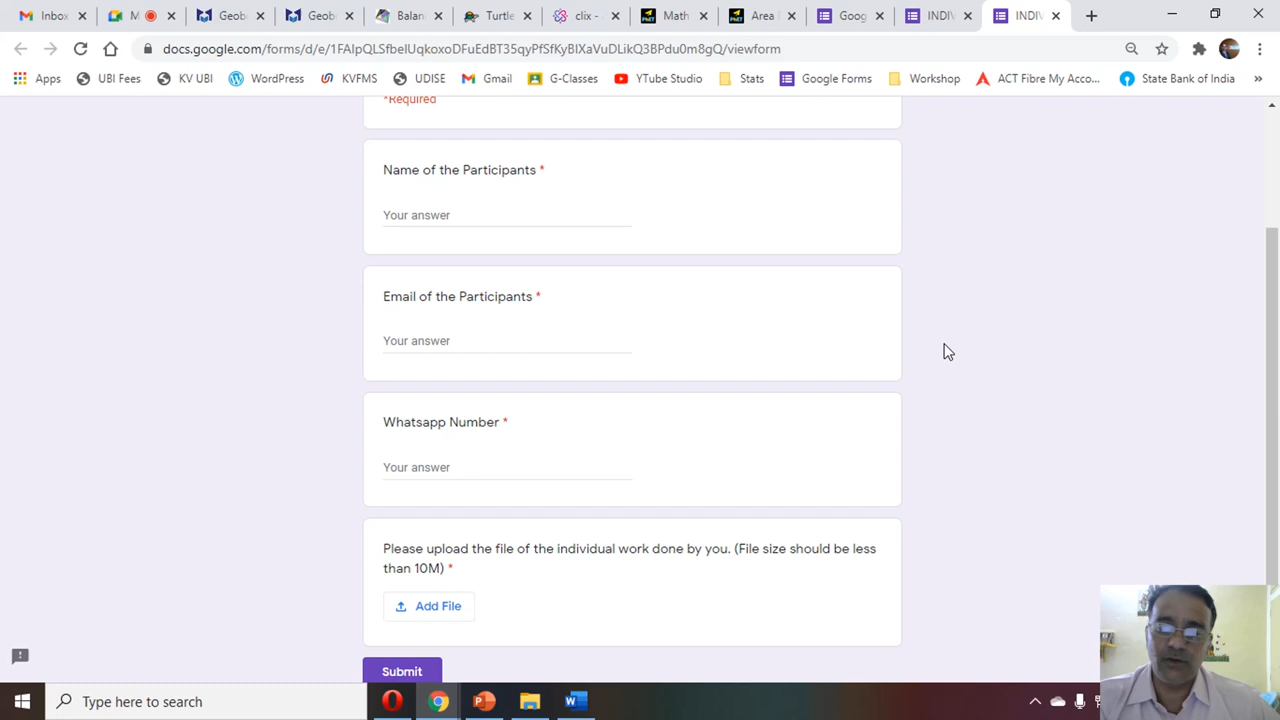 Inbox
M
Geob
Geob
Balan
Turtle
clix -
Math
Area
Goog
INDIV
INDIV
docs.google.com/forms/d/e/1FAIpQLSfbeIUqkoxoDFuEdBT35qyPfSfKyBIXaVuDLikQ3BPdu0m8gQ/viewform
Apps
UBI Fees
KV UBI
WordPress
KVFMS
UDISE
Gmail
G-Classes
YTube Studio
Stats
Google Forms
Workshop
ACT Fibre My Acco...
State Bank of India
*Required
Name of the Participants *
Your answer
Email of the Participants *
Your answer
Whatsapp Number *
Your answer
Please upload the file of the individual work done by you. (File size should be less
than 10M) *
Add File
Submit
Type here to search